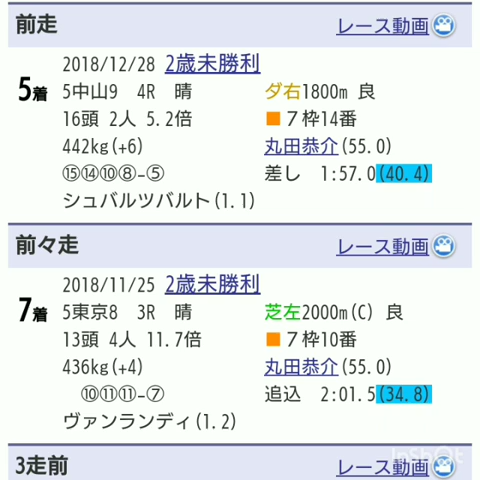 前走 レース動画
2018/12/28 2歳未勝利
5着 5中山9 4R 晴 ダ右1800m 良
16頭 2人 5.2倍 ■7枠14番
442kg(+6) 丸田恭介(55.0)
⑮⑭⑩⑧-⑤ 差し 1:57.0(40.4)
シュバルツバルト(1.1)
前々走 レース動画
2018/11/25 2歳未勝利
7着 5東京8 3R 晴 芝左2000m(C) 良
13頭 4人 11.7倍 ■7枠10番
436kg(+4) 丸田恭介(55.0)
⑩⑪⑪-⑦ 追込 2:01.5(34.8)
ヴァンランディ(1.2)
3走前 レース動画
InShOt